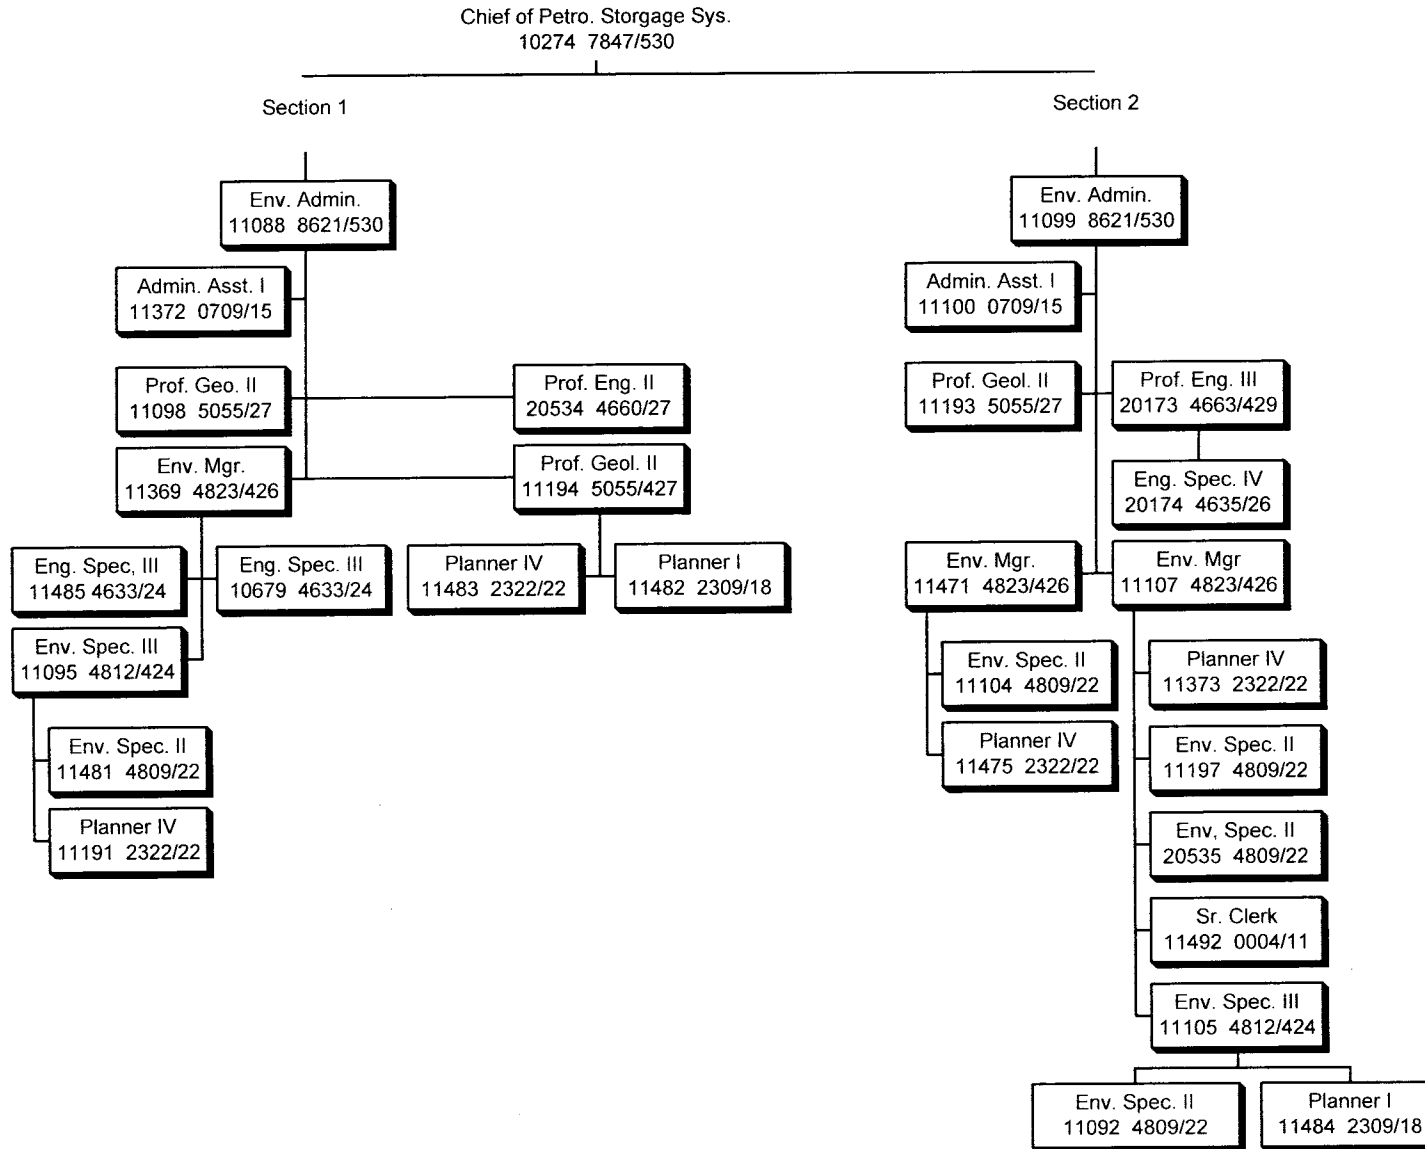 Chief of Petro. Storgage Sys.
10274 7847/530
Section 1
Env. Admin.
11088 8621/530
Admin. Asst. I
11372 0709/15
Prof. Geo. II
11098 5055/27
Prof. Eng. II
20534 4660/27
Env. Mgr.
11369 4823/426
Prof. Geol. II
11194 5055/427
Eng. Spec, III
11485 4633/24
Eng. Spec. III
10679 4633/24
Planner IV
11483 2322/22
Planner I
11482 2309/18
Env. Spec. III
11095 4812/424
Env. Spec. II
11481 4809/22
Planner IV
11191 2322/22
Section 2
Env. Admin.
11099 8621/530
Admin. Asst. I
11100 0709/15
Prof. Geol. II
11193 5055/27
Prof. Eng. III
20173 4663/429
Eng. Spec. IV
20174 4635/26
Env. Mgr.
11471 4823/426
Env. Mgr
11107 4823/426
Env. Spec. II
11104 4809/22
Planner IV
11475 2322/22
Planner IV
11373 2322/22
Env. Spec. II
11197 4809/22
Env, Spec. II
20535 4809/22
Sr. Clerk
11492 0004/11
Env. Spec. III
11105 4812/424
Env. Spec. II
11092 4809/22
Planner I
11484 2309/18